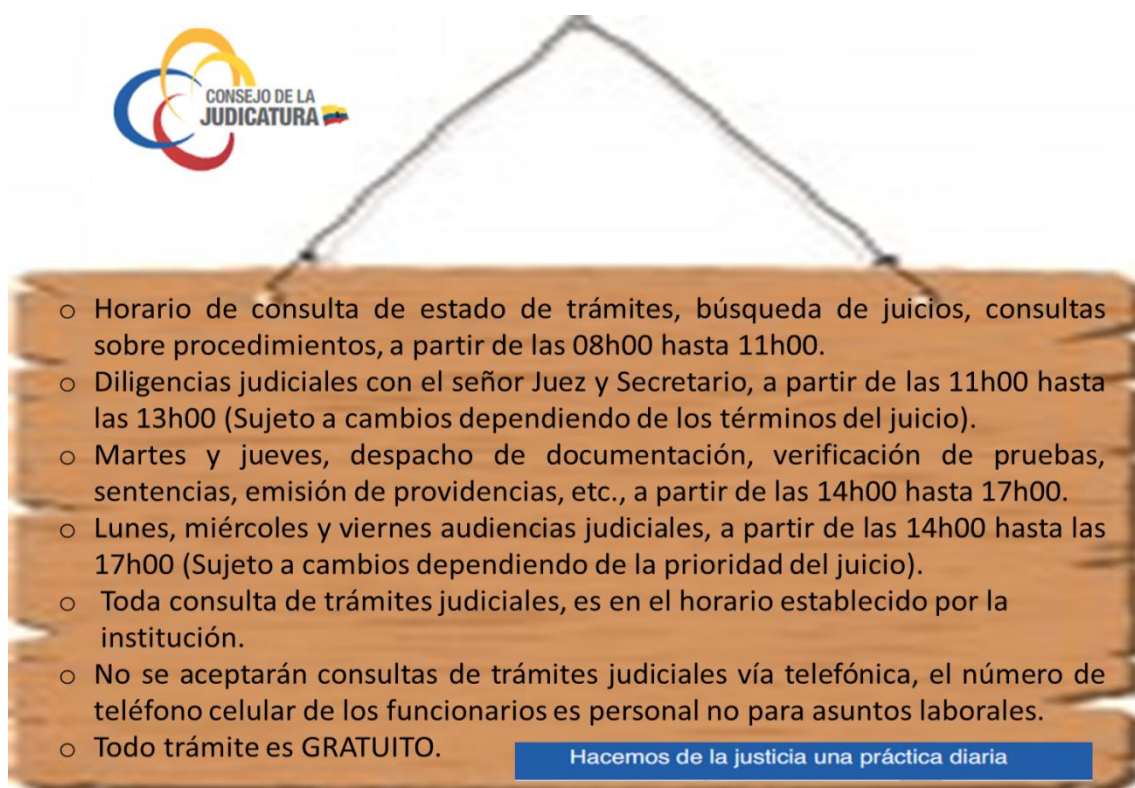 CONSEJO DE LA
JUDICATURA
o Horario de consulta de estado de trámites, búsqueda de juicios, consultas
sobre procedimientos, a partir de las 08h00 hasta 11h00.
o Diligencias judiciales con el señor Juez y Secretario, a partir de las 11h00 hasta
las 13h00 (Sujeto a cambios dependiendo de los términos del juicio).
o Martes y jueves, despacho de documentación, verificación de pruebas,
sentencias, emisión de providencias, etc., a partir de las 14h00 hasta 17h00.
o Lunes, miércoles y viernes audiencias judiciales, a partir de las 14h00 hasta las
17h00 (Sujeto a cambios dependiendo de la prioridad del juicio).
o Toda consulta de trámites judiciales, es en el horario establecido por la
institución.
o No se aceptarán consultas de trámites judiciales vía telefónica, el número de
teléfono celular de los funcionarios es personal no para asuntos laborales.
o Todo trámite es GRATUITO.
Hacemos de la justicia una práctica diaria